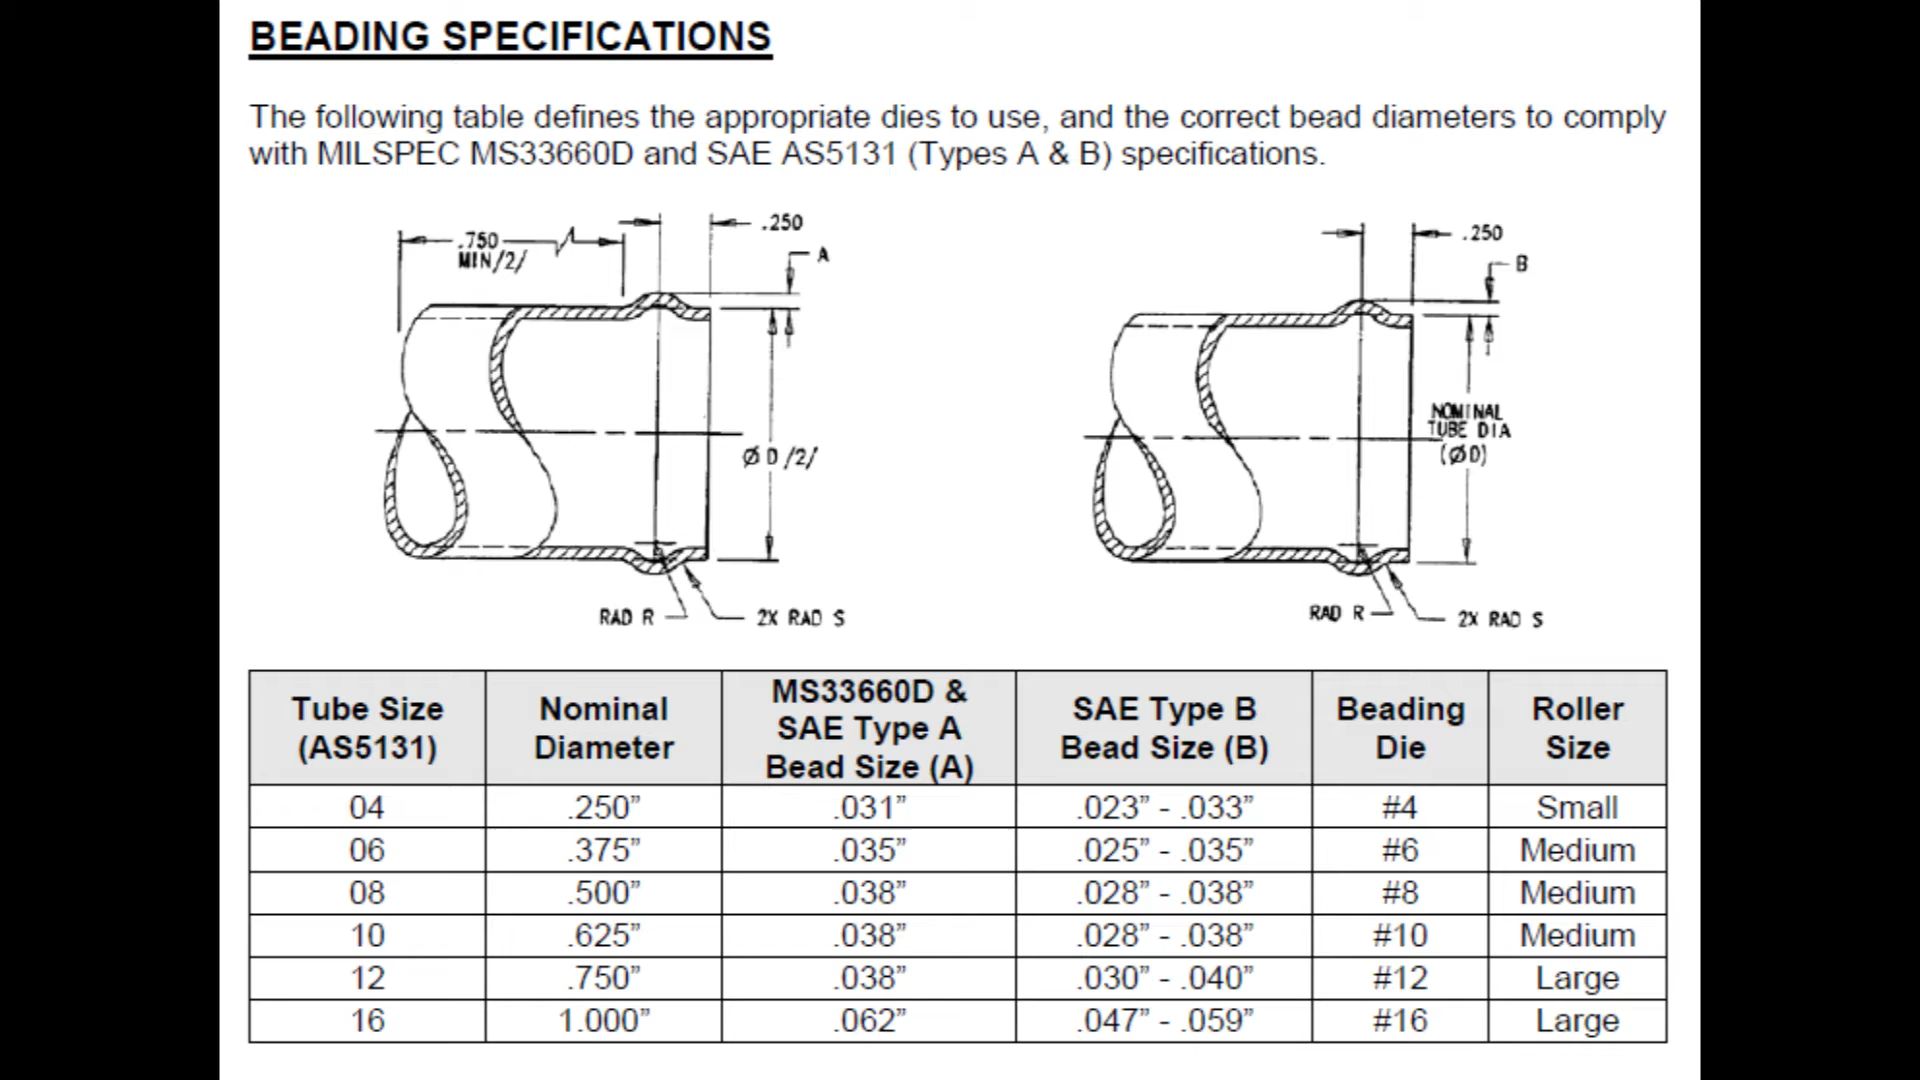 BEADING SPECIFICATIONS
The following table defines the appropriate dies to use, and the correct bead diameters to comply
with MILSPEC MS33660D and SAE AS5131 (Types A & B) specifications.
.250
.750
MIN/2/
A
Ø D /2/
RAD R
2X RAD S
.250
B
NOMINAL
TUBE DIA
(ØD)
RAD R
2X RAD S
Tube Size
(AS5131)
Nominal
Diameter
MS33660D &
SAE Type A
Bead Size (A)
SAE Type B
Bead Size (B)
Beading
Die
Roller
Size
04 .250” .031” .023” - .033” #4 Small
06 .375” .035” .025” - .035” #6 Medium
08 .500” .038” .028” - .038” #8 Medium
10 .625” .038” .028” - .038” #10 Medium
12 .750” .038” .030” - .040” #12 Large
16 1.000” .062” .047” - .059” #16 Large